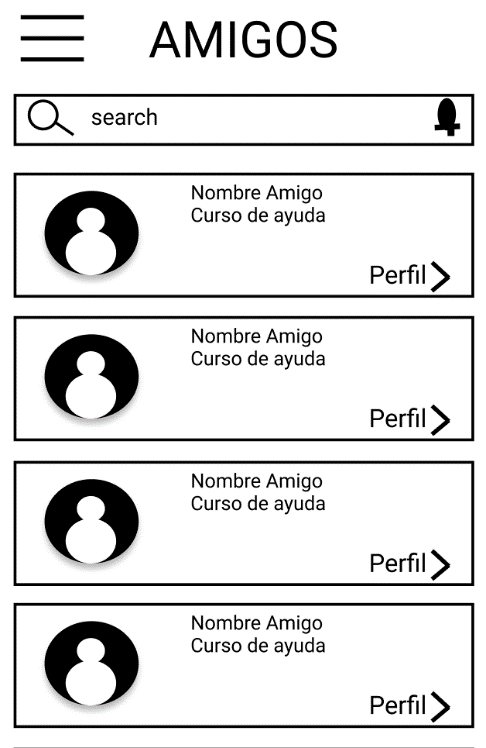 AMIGOS
search
Nombre Amigo
Curso de ayuda
Perfil
Nombre Amigo
Curso de ayuda
Perfil
Nombre Amigo
Curso de ayuda
Perfil
Nombre Amigo
Curso de ayuda
Perfil